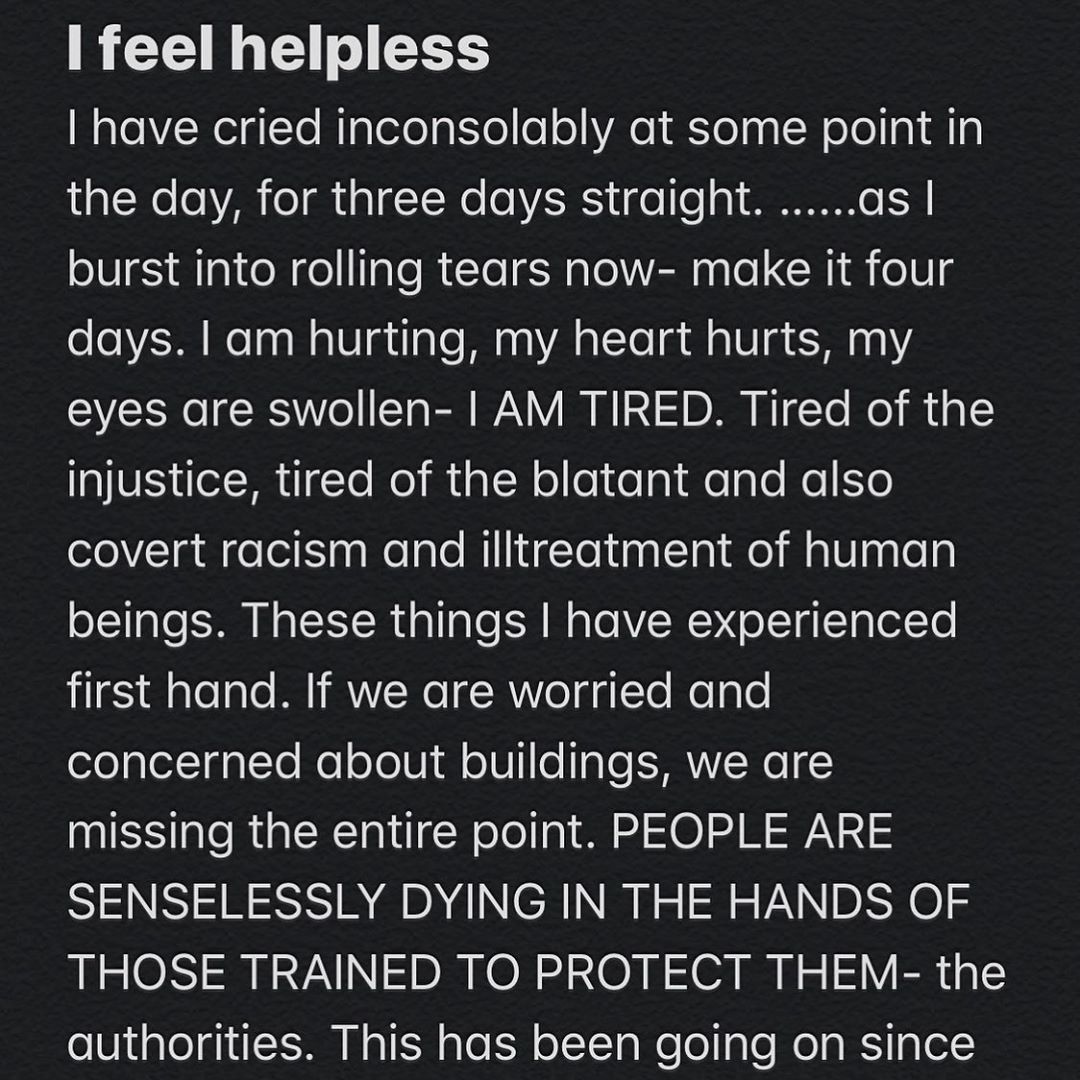 I feel helpless
I have cried inconsolably at some point in
the day, for three days straight. ......as I
burst into rolling tears now- make it four
days. I am hurting, my heart hurts, my
eyes are swollen- I AM TIRED. Tired of the
injustice, tired of the blatant and also
covert racism and illtreatment of human
beings. These things I have experienced
first hand. If we are worried and
concerned about buildings, we are
missing the entire point. PEOPLE ARE
SENSELESSLY DYING IN THE HANDS OF
THOSE TRAINED TO PROTECT THEM- the
authorities. This has been going on since